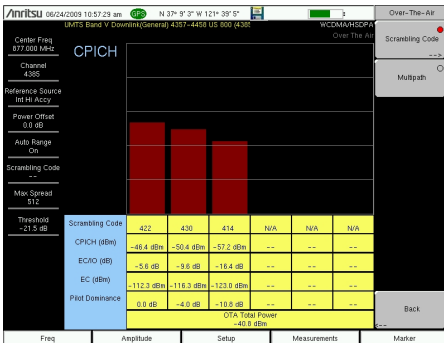 Anritsu 06/24/2009 10:57:29 am GPS N 37° 9' 3" W 121° 39' 5"
Over-The-Air
UMTS Band V Downlink(General) 4357-4458 US 800 (4385 WCDMA/HSDPA
Over The Air
CPICH
Center Freq
877.000 MHz
Channel
4385
Reference Source
Int Hi Accy
Power Offset
0.0 dB
Auto Range
On
Scrambling Code
--
Max Spread
512
Threshold
-21.5 dB
Scrambling Code
-->
Multipath
Scrambling Code 422 430 414 N/A N/A N/A
CPICH (dBm) -46.4 dBm -50.4 dBm -57.2 dBm -- -- --
EC/IO (dB) -5.6 dB -9.6 dB -16.4 dB -- -- --
EC (dBm) -112.3 dBm -116.3 dBm -123.0 dBm -- -- --
Pilot Dominance 0.0 dB -4.0 dB -10.8 dB -- -- --
OTA Total Power
-40.8 dBm
Back
<--
Freq Amplitude Setup Measurements Marker